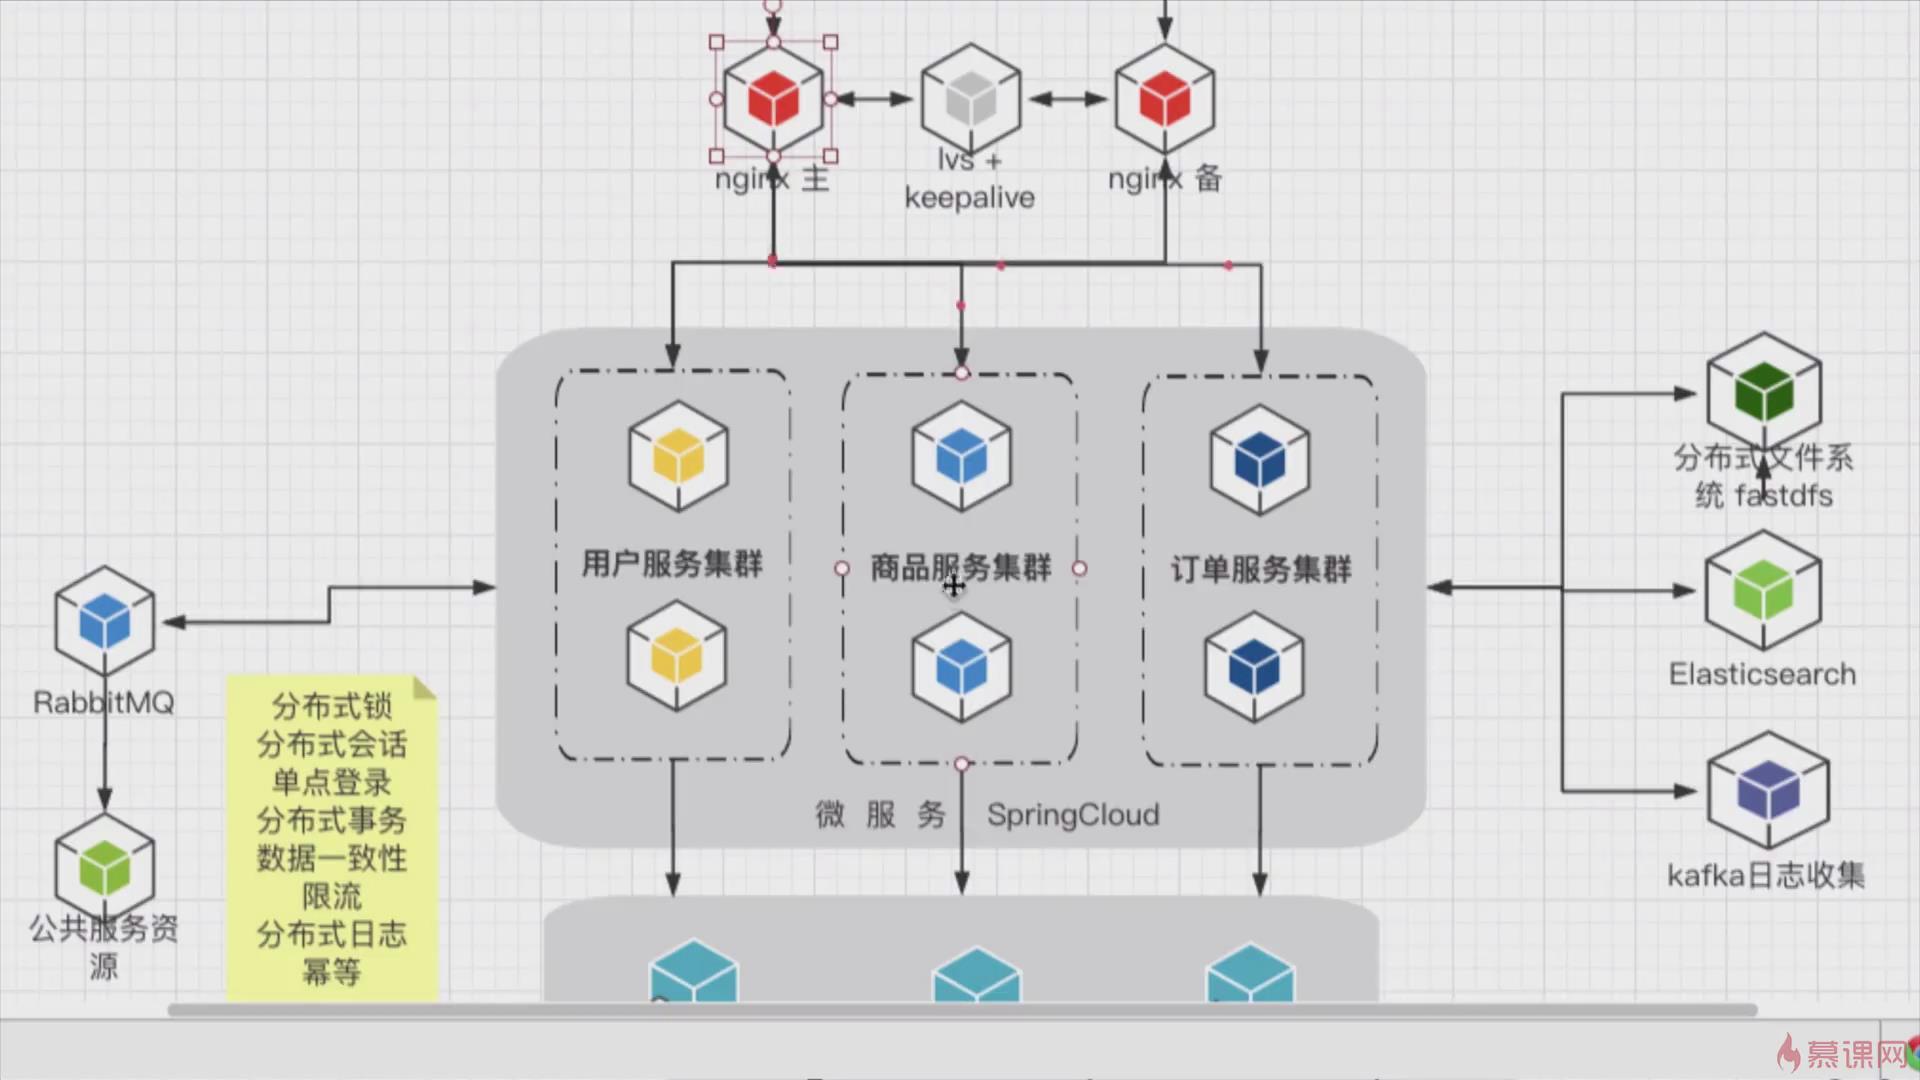 nginx 主
lvs +
keepalive
nginx 备
用户服务集群
商品服务集群
订单服务集群
微 服 务 SpringCloud
RabbitMQ
公共服务资
源
分布式锁
分布式会话
单点登录
分布式事务
数据一致性
限流
分布式日志
幂等
分布式文件系
统 fastdfs
Elasticsearch
kafka日志收集
慕课网